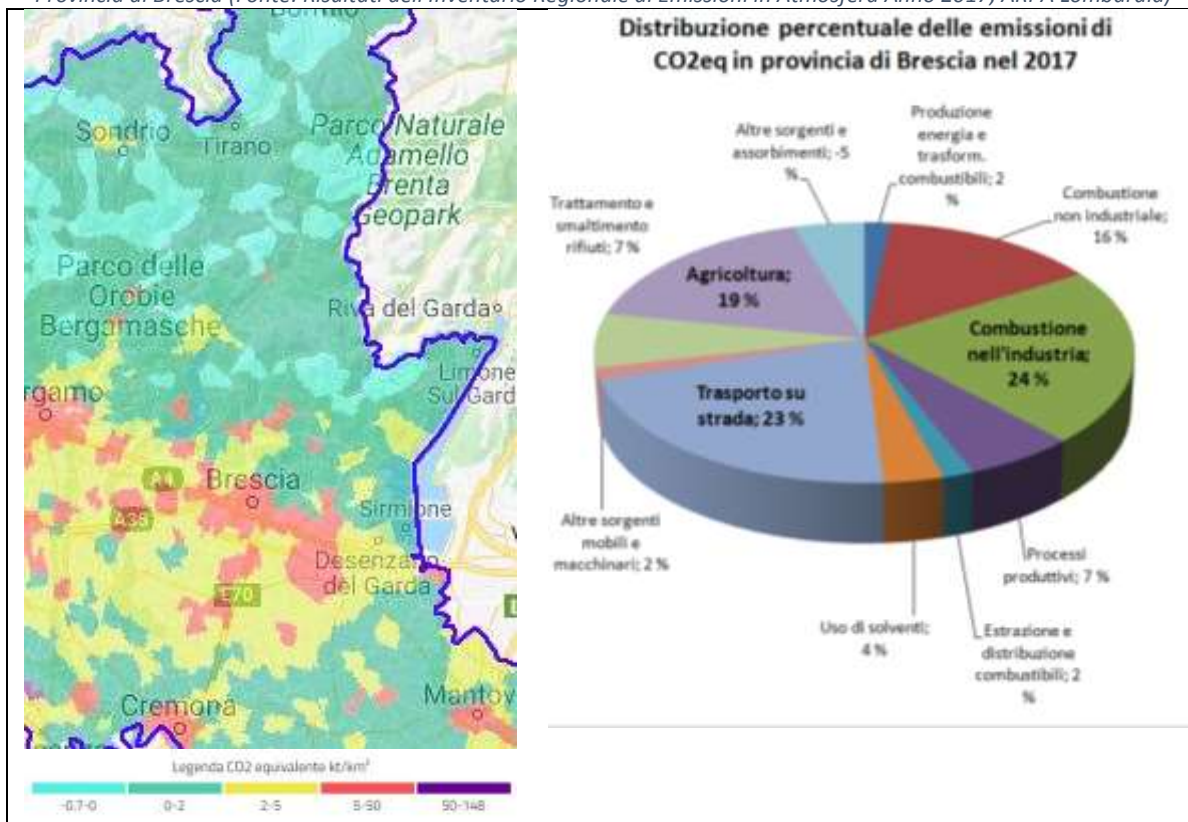 Provincia di Brescia (Fonte: Risultati dell'Inventario Regionale di Emissioni in Atmosfera Anno 2017, ARPA Lombardia)
Bormio
Sondrio
Tirano
Parco Naturale
Adamello
Brenta
Geopark
Parco delle
Orobie
Bergamasche
Riva del Garda
Limone
Sul Gard
rgamo
A4
Brescia
A35
Sirmione
Desenzano
del Garda
E70
Cremona
Mantov
Legenda CO2 equivalente kt/km²
-0.7-0
0-2
2-5
5-50
50-148
Distribuzione percentuale delle emissioni di
CO2eq in provincia di Brescia nel 2017
Altre sorgenti e
assorbimenti; -5
%
Produzione
energia e
trasform.
combustibili; 2
%
Combustione
non industriale;
16 %
Trattamento e
smaltimento
rifiuti; 7 %
Agricoltura;
19 %
Combustione
nell'industria;
24 %
Trasporto su
strada; 23 %
Altre sorgenti
mobili e
macchinari; 2 %
Uso di solventi;
4 %
Estrazione e
distribuzione
combustibili; 2
%
Processi
produttivi; 7 %